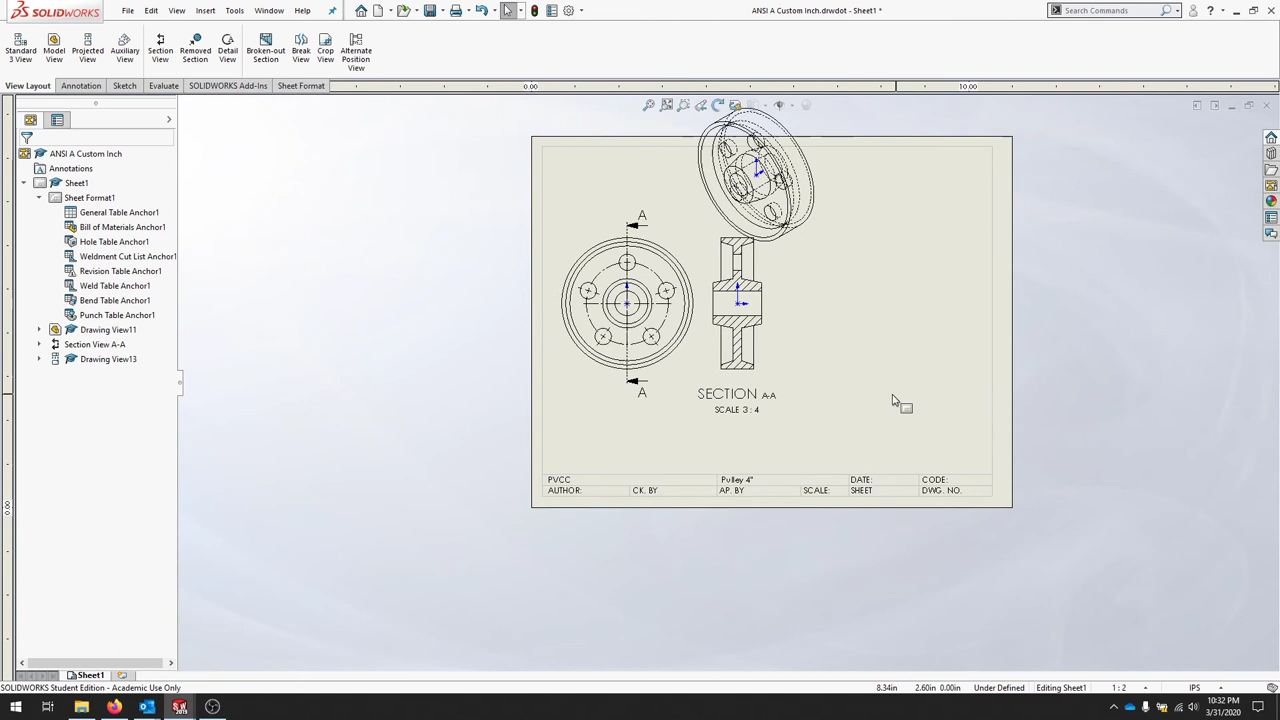 SOLIDWORKS
File Edit View Insert Tools Window
ANSI A Custom Inch.drwdot - Sheet1 *
Search Commands
Standard 3 View
Model View
Projected View
Auxiliary View
Section View
Removed Section
Detail View
Broken-out Section
Break View
Crop View
Alternate Position View
View Layout Annotation Sketch Evaluate SOLIDWORKS Add-Ins Sheet Format
0.00 10.00
ANSI A Custom Inch
Annotations
Sheet1
Sheet Format1
General Table Anchor1
Bill of Materials Anchor1
Hole Table Anchor1
Weldment Cut List Anchor1
Revision Table Anchor1
Weld Table Anchor1
Bend Table Anchor1
Punch Table Anchor1
Drawing View11
Section View A-A
Drawing View13
A
A
SECTION A-A
SCALE 3 : 4
PVCC Pulley 4" DATE: CODE:
AUTHOR: CK. BY AP. BY SCALE: SHEET DWG. NO.
0.00
Sheet1
SOLIDWORKS Student Edition - Academic Use Only
8.34in 2.60in 0.00in Under Defined Editing Sheet1 1 : 2 IPS
SW 2019
10:32 PM
3/31/2020